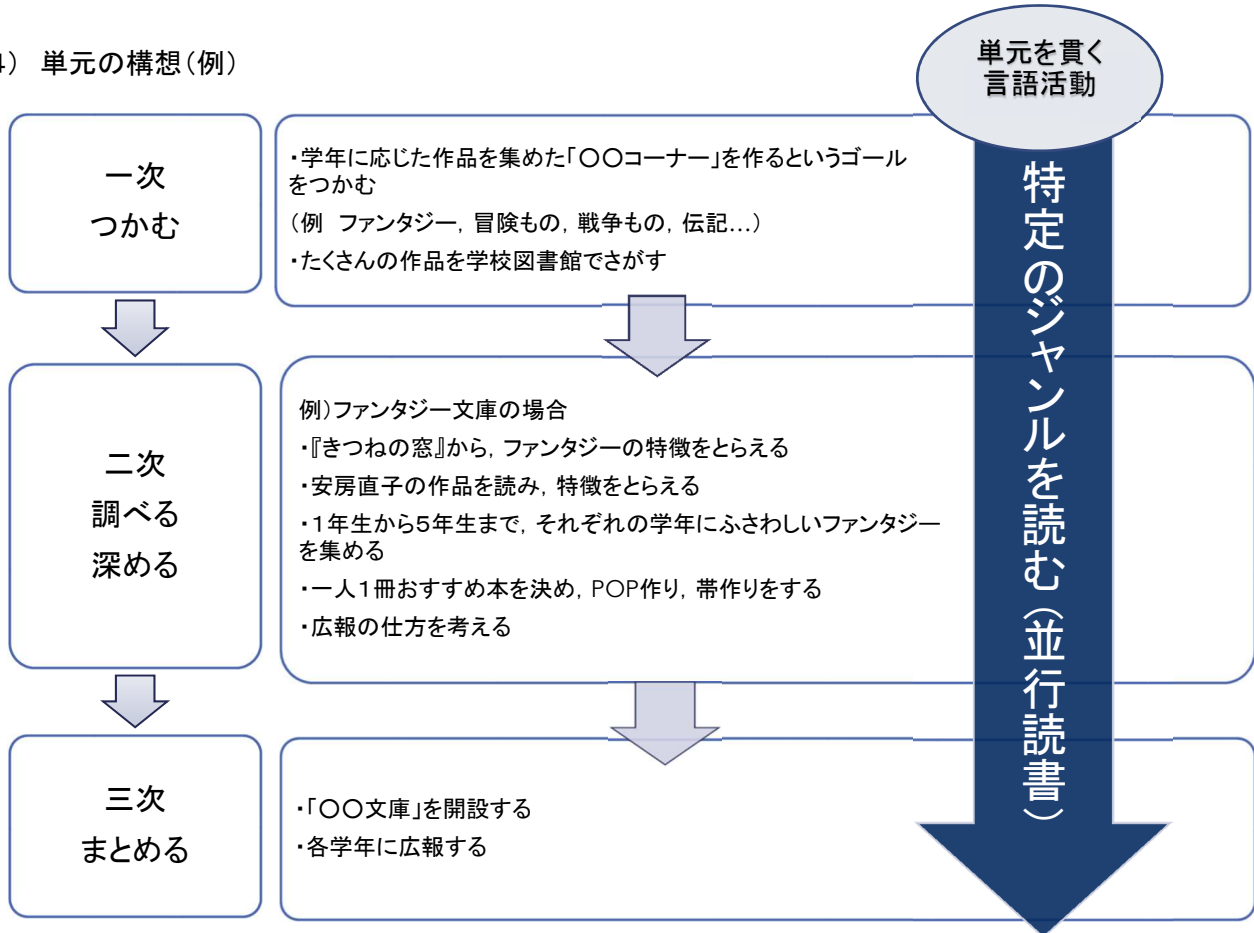 4) 単元の構想(例)
単元を貫く
言語活動
一次
つかむ
・学年に応じた作品を集めた「〇〇コーナー」を作るというゴール
をつかむ
(例 ファンタジー, 冒険もの, 戦争もの, 伝記…)
・たくさんの作品を学校図書館でさがす
二次
調べる
深める
例)ファンタジー文庫の場合
・『きつねの窓』から, ファンタジーの特徴をとらえる
・安房直子の作品を読み, 特徴をとらえる
・1年生から5年生まで, それぞれの学年にふさわしいファンタジー
を集める
・一人1冊おすすめ本を決め, POP作り, 帯作りをする
・広報の仕方を考える
三次
まとめる
・「〇〇文庫」を開設する
・各学年に広報する
特定のジャンルを読む(並行読書)